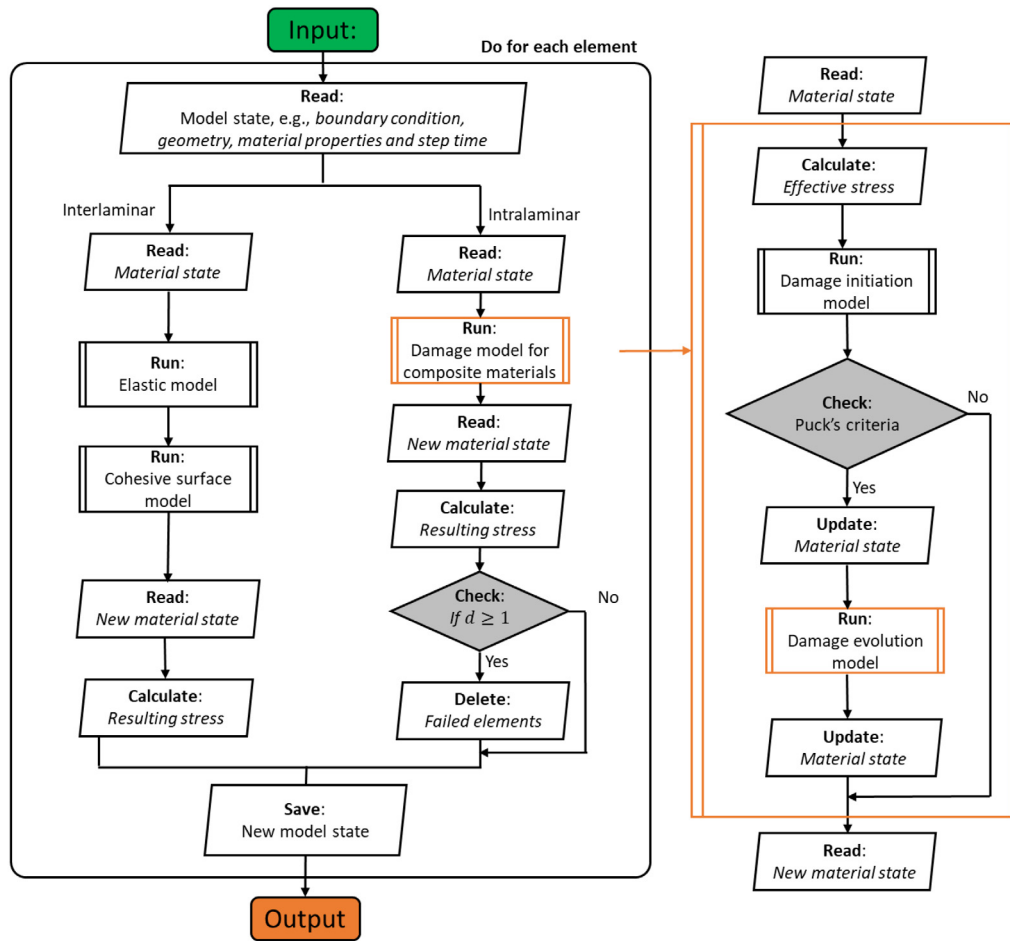 Input:
Do for each element
Read:
Model state, e.g., boundary condition,
geometry, material properties and step time
Interlaminar
Intralaminar
Read:
Material state
Run:
Elastic model
Run:
Cohesive surface
model
Read:
New material state
Calculate:
Resulting stress
Read:
Material state
Run:
Damage model for
composite materials
Read:
New material state
Calculate:
Resulting stress
Check:
If d ≥ 1
No
Yes
Delete:
Failed elements
Save:
New model state
Output
Read:
Material state
Calculate:
Effective stress
Run:
Damage initiation
model
Check:
Puck's criteria
No
Yes
Update:
Material state
Run:
Damage evolution
model
Update:
Material state
Read:
New material state